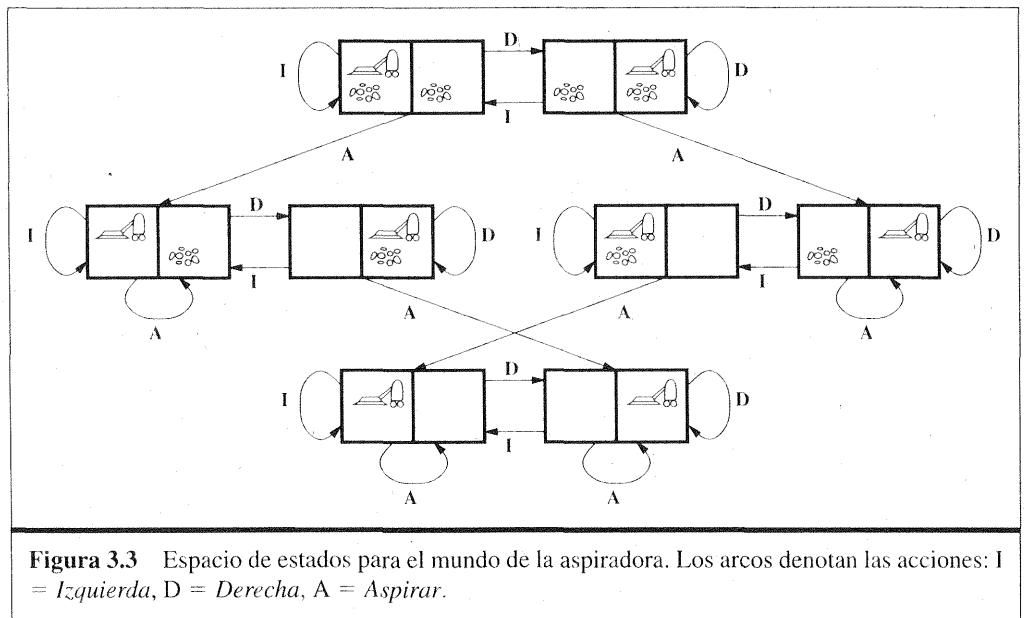 D
I
D
I
A
A
D
D
I
D
I
D
I
I
A
A
A
A
D
I
D
I
A
A
Figura 3.3 Espacio de estados para el mundo de la aspiradora. Los arcos denotan las acciones: I
= Izquierda, D = Derecha, A = Aspirar.